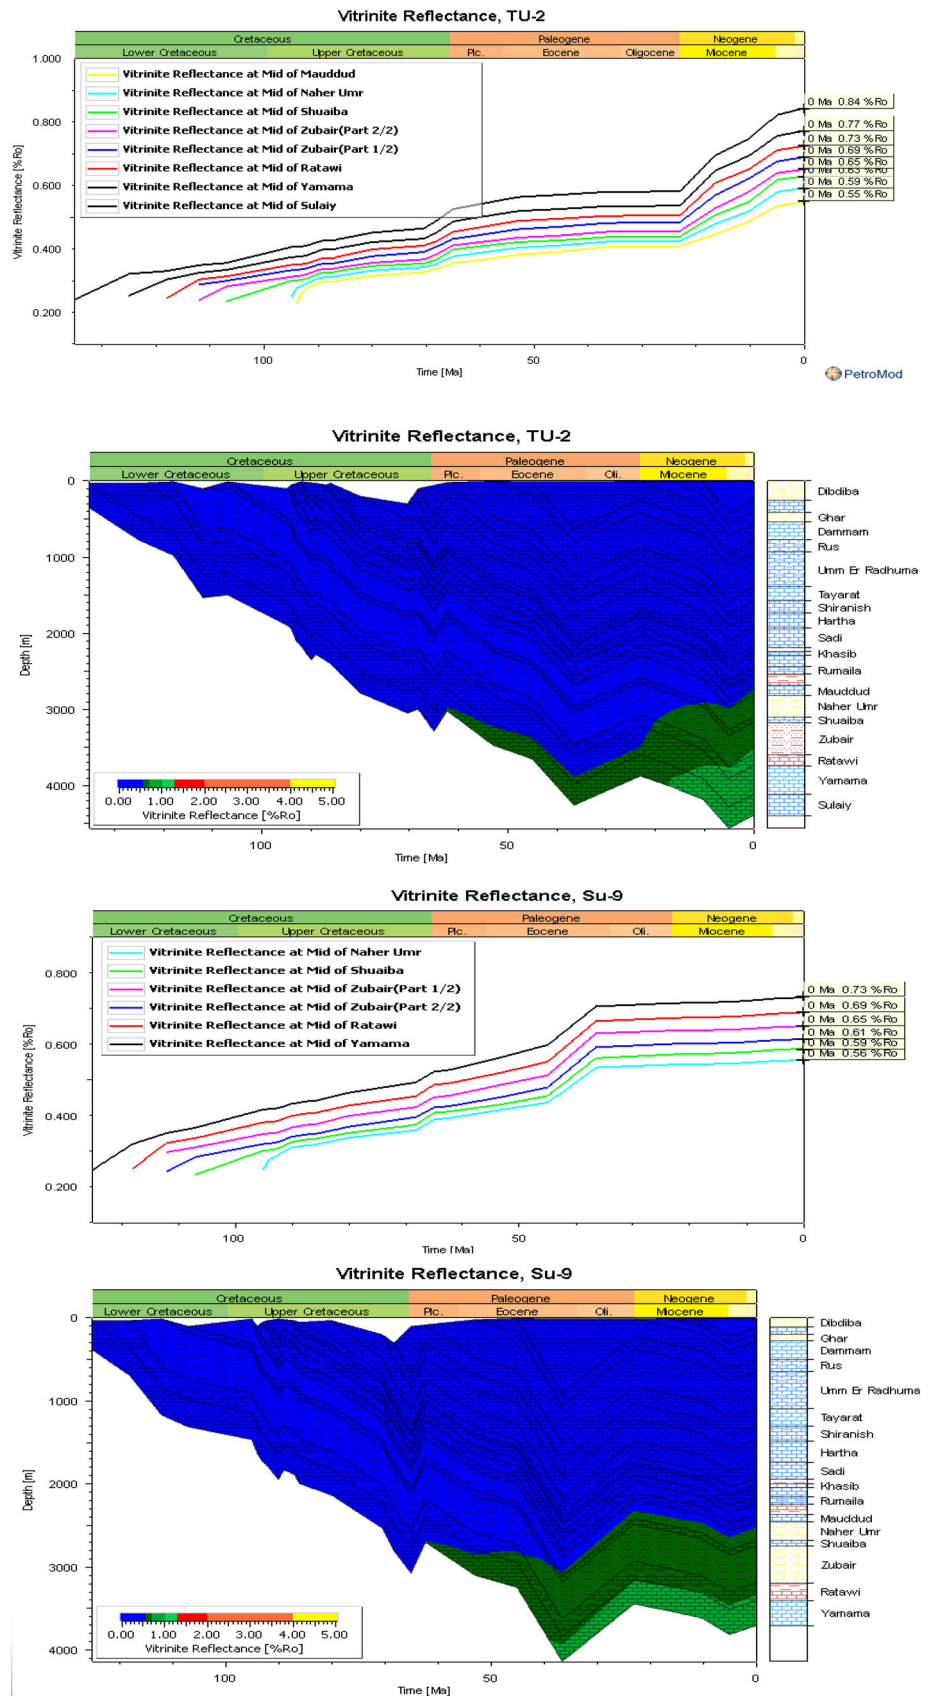 Vitrinite Reflectance, TU-2
Cretaceous Paleogene Neogene
Lower Cretaceous Upper Cretaceous Plc. Eocene Oligocene Miocene
1.000
0.800
0.600
0.400
0.200
Vitrinite Reflectance [%Ro]
Vitrinite Reflectance at Mid of Mauddud
Vitrinite Reflectance at Mid of Naher Umr
Vitrinite Reflectance at Mid of Shuaiba
Vitrinite Reflectance at Mid of Zubair(Part 2/2)
Vitrinite Reflectance at Mid of Zubair(Part 1/2)
Vitrinite Reflectance at Mid of Ratawi
Vitrinite Reflectance at Mid of Yamama
Vitrinite Reflectance at Mid of Sulaiy
0 Ma 0.84 %Ro
0 Ma 0.77 %Ro
0 Ma 0.73 %Ro
0 Ma 0.69 %Ro
0 Ma 0.65 %Ro
0 Ma 0.63 %Ro
0 Ma 0.59 %Ro
0 Ma 0.55 %Ro
100 50 0
Time [Ma]
PetroMod
Vitrinite Reflectance, TU-2
Cretaceous Paleogene Neogene
Lower Cretaceous Upper Cretaceous Plc. Eocene Oli. Miocene
0
1000
2000
3000
4000
Depth [m]
Dibdiba
Ghar
Dammam
Rus
Umm Er Radhuma
Tayarat
Shiranish
Hartha
Sadi
Khasib
Rumaila
Mauddud
Naher Umr
Shuaiba
Zubair
Ratawi
Yamama
Sulaiy
0.00 1.00 2.00 3.00 4.00 5.00
Vitrinite Reflectance [%Ro]
100 50 0
Time [Ma]
Vitrinite Reflectance, Su-9
Cretaceous Paleogene Neogene
Lower Cretaceous Upper Cretaceous Plc. Eocene Oli. Miocene
0.800
0.600
0.400
0.200
Vitrinite Reflectance [%Ro]
Vitrinite Reflectance at Mid of Naher Umr
Vitrinite Reflectance at Mid of Shuaiba
Vitrinite Reflectance at Mid of Zubair(Part 1/2)
Vitrinite Reflectance at Mid of Zubair(Part 2/2)
Vitrinite Reflectance at Mid of Ratawi
Vitrinite Reflectance at Mid of Yamama
0 Ma 0.73 %Ro
0 Ma 0.69 %Ro
0 Ma 0.65 %Ro
0 Ma 0.61 %Ro
0 Ma 0.59 %Ro
0 Ma 0.56 %Ro
100 50 0
Time [Ma]
Vitrinite Reflectance, Su-9
Cretaceous Paleogene Neogene
Lower Cretaceous Upper Cretaceous Plc. Eocene Oli. Miocene
0
1000
2000
3000
4000
Depth [m]
Dibdiba
Ghar
Dammam
Rus
Umm Er Radhuma
Tayarat
Shiranish
Hartha
Sadi
Khasib
Rumaila
Mauddud
Naher Umr
Shuaiba
Zubair
Ratawi
Yamama
0.00 1.00 2.00 3.00 4.00 5.00
Vitrinite Reflectance [%Ro]
100 50 0
Time [Ma]